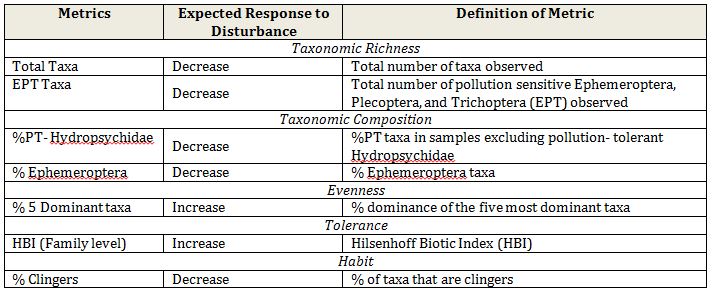 Metrics Expected Response to Disturbance Definition of Metric
Taxonomic Richness
Total Taxa Decrease Total number of taxa observed
EPT Taxa Decrease Total number of pollution sensitive Ephemeroptera,
Plecoptera, and Trichoptera (EPT) observed
Taxonomic Composition
%PT- Hydropsychidae Decrease %PT taxa in samples excluding pollution- tolerant
Hydropsychidae
% Ephemeroptera Decrease % Ephemeroptera taxa
Evenness
% 5 Dominant taxa Increase % dominance of the five most dominant taxa
Tolerance
HBI (Family level) Increase Hilsenhoff Biotic Index (HBI)
Habit
% Clingers Decrease % of taxa that are clingers